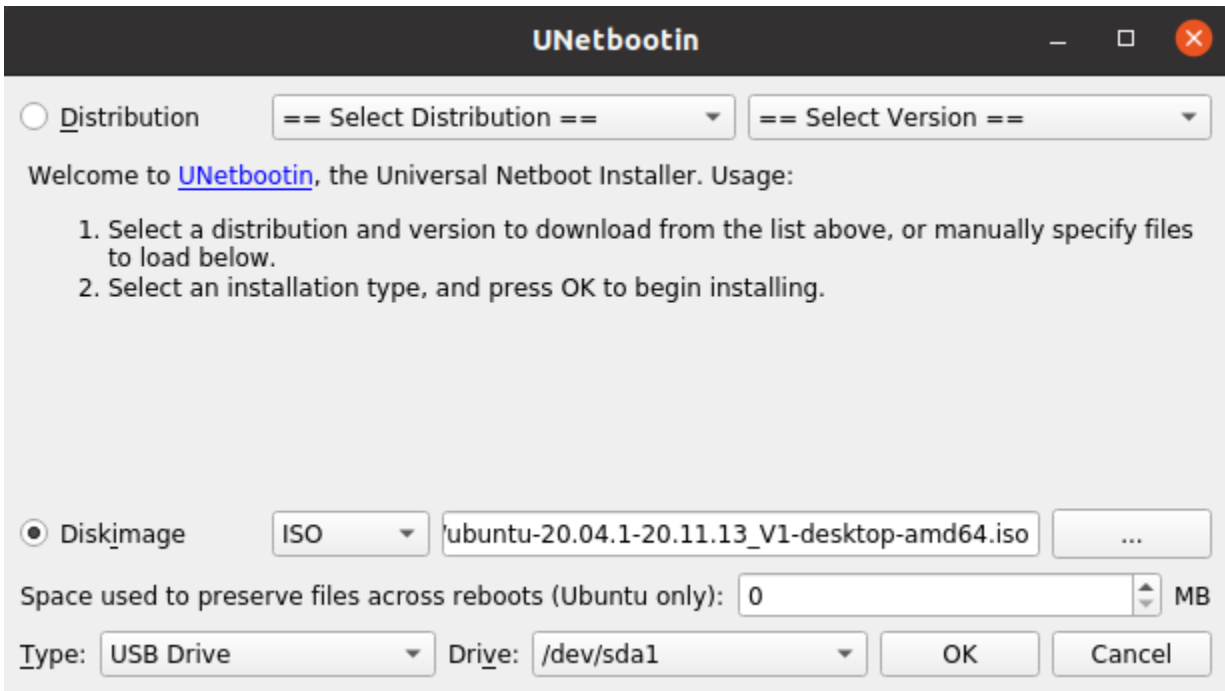 UNetbootin
Distribution == Select Distribution == == Select Version ==
Welcome to UNetbootin, the Universal Netboot Installer. Usage:
1. Select a distribution and version to download from the list above, or manually specify files
to load below.
2. Select an installation type, and press OK to begin installing.
Diskimage ISO ubuntu-20.04.1-20.11.13_V1-desktop-amd64.iso ...
Space used to preserve files across reboots (Ubuntu only): 0 MB
Type: USB Drive Drive: /dev/sda1 OK Cancel